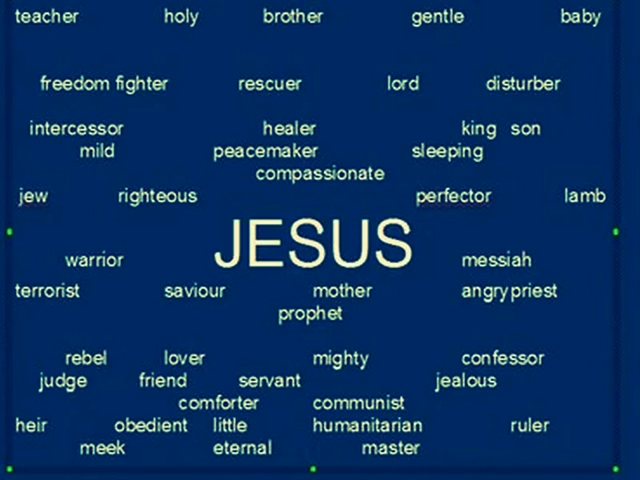 teacher holy brother gentle baby
freedom fighter rescuer lord disturber
intercessor healer king son
mild peacemaker sleeping
compassionate
jew righteous perfector lamb
JESUS
warrior messiah
terrorist saviour mother angry priest
prophet
rebel lover mighty confessor
judge friend servant jealous
comforter communist
heir obedient little humanitarian ruler
meek eternal master